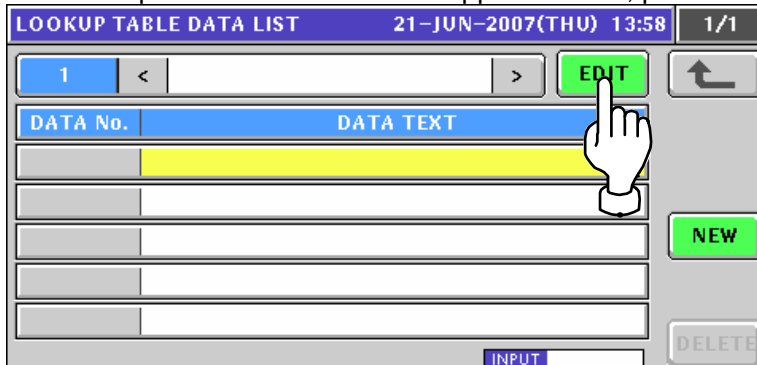 LOOKUP TABLE DATA LIST 21-JUN-2007(THU) 13:58 1/1
1 < > EDIT
DATA No. DATA TEXT
NEW
DELETE
INPUT